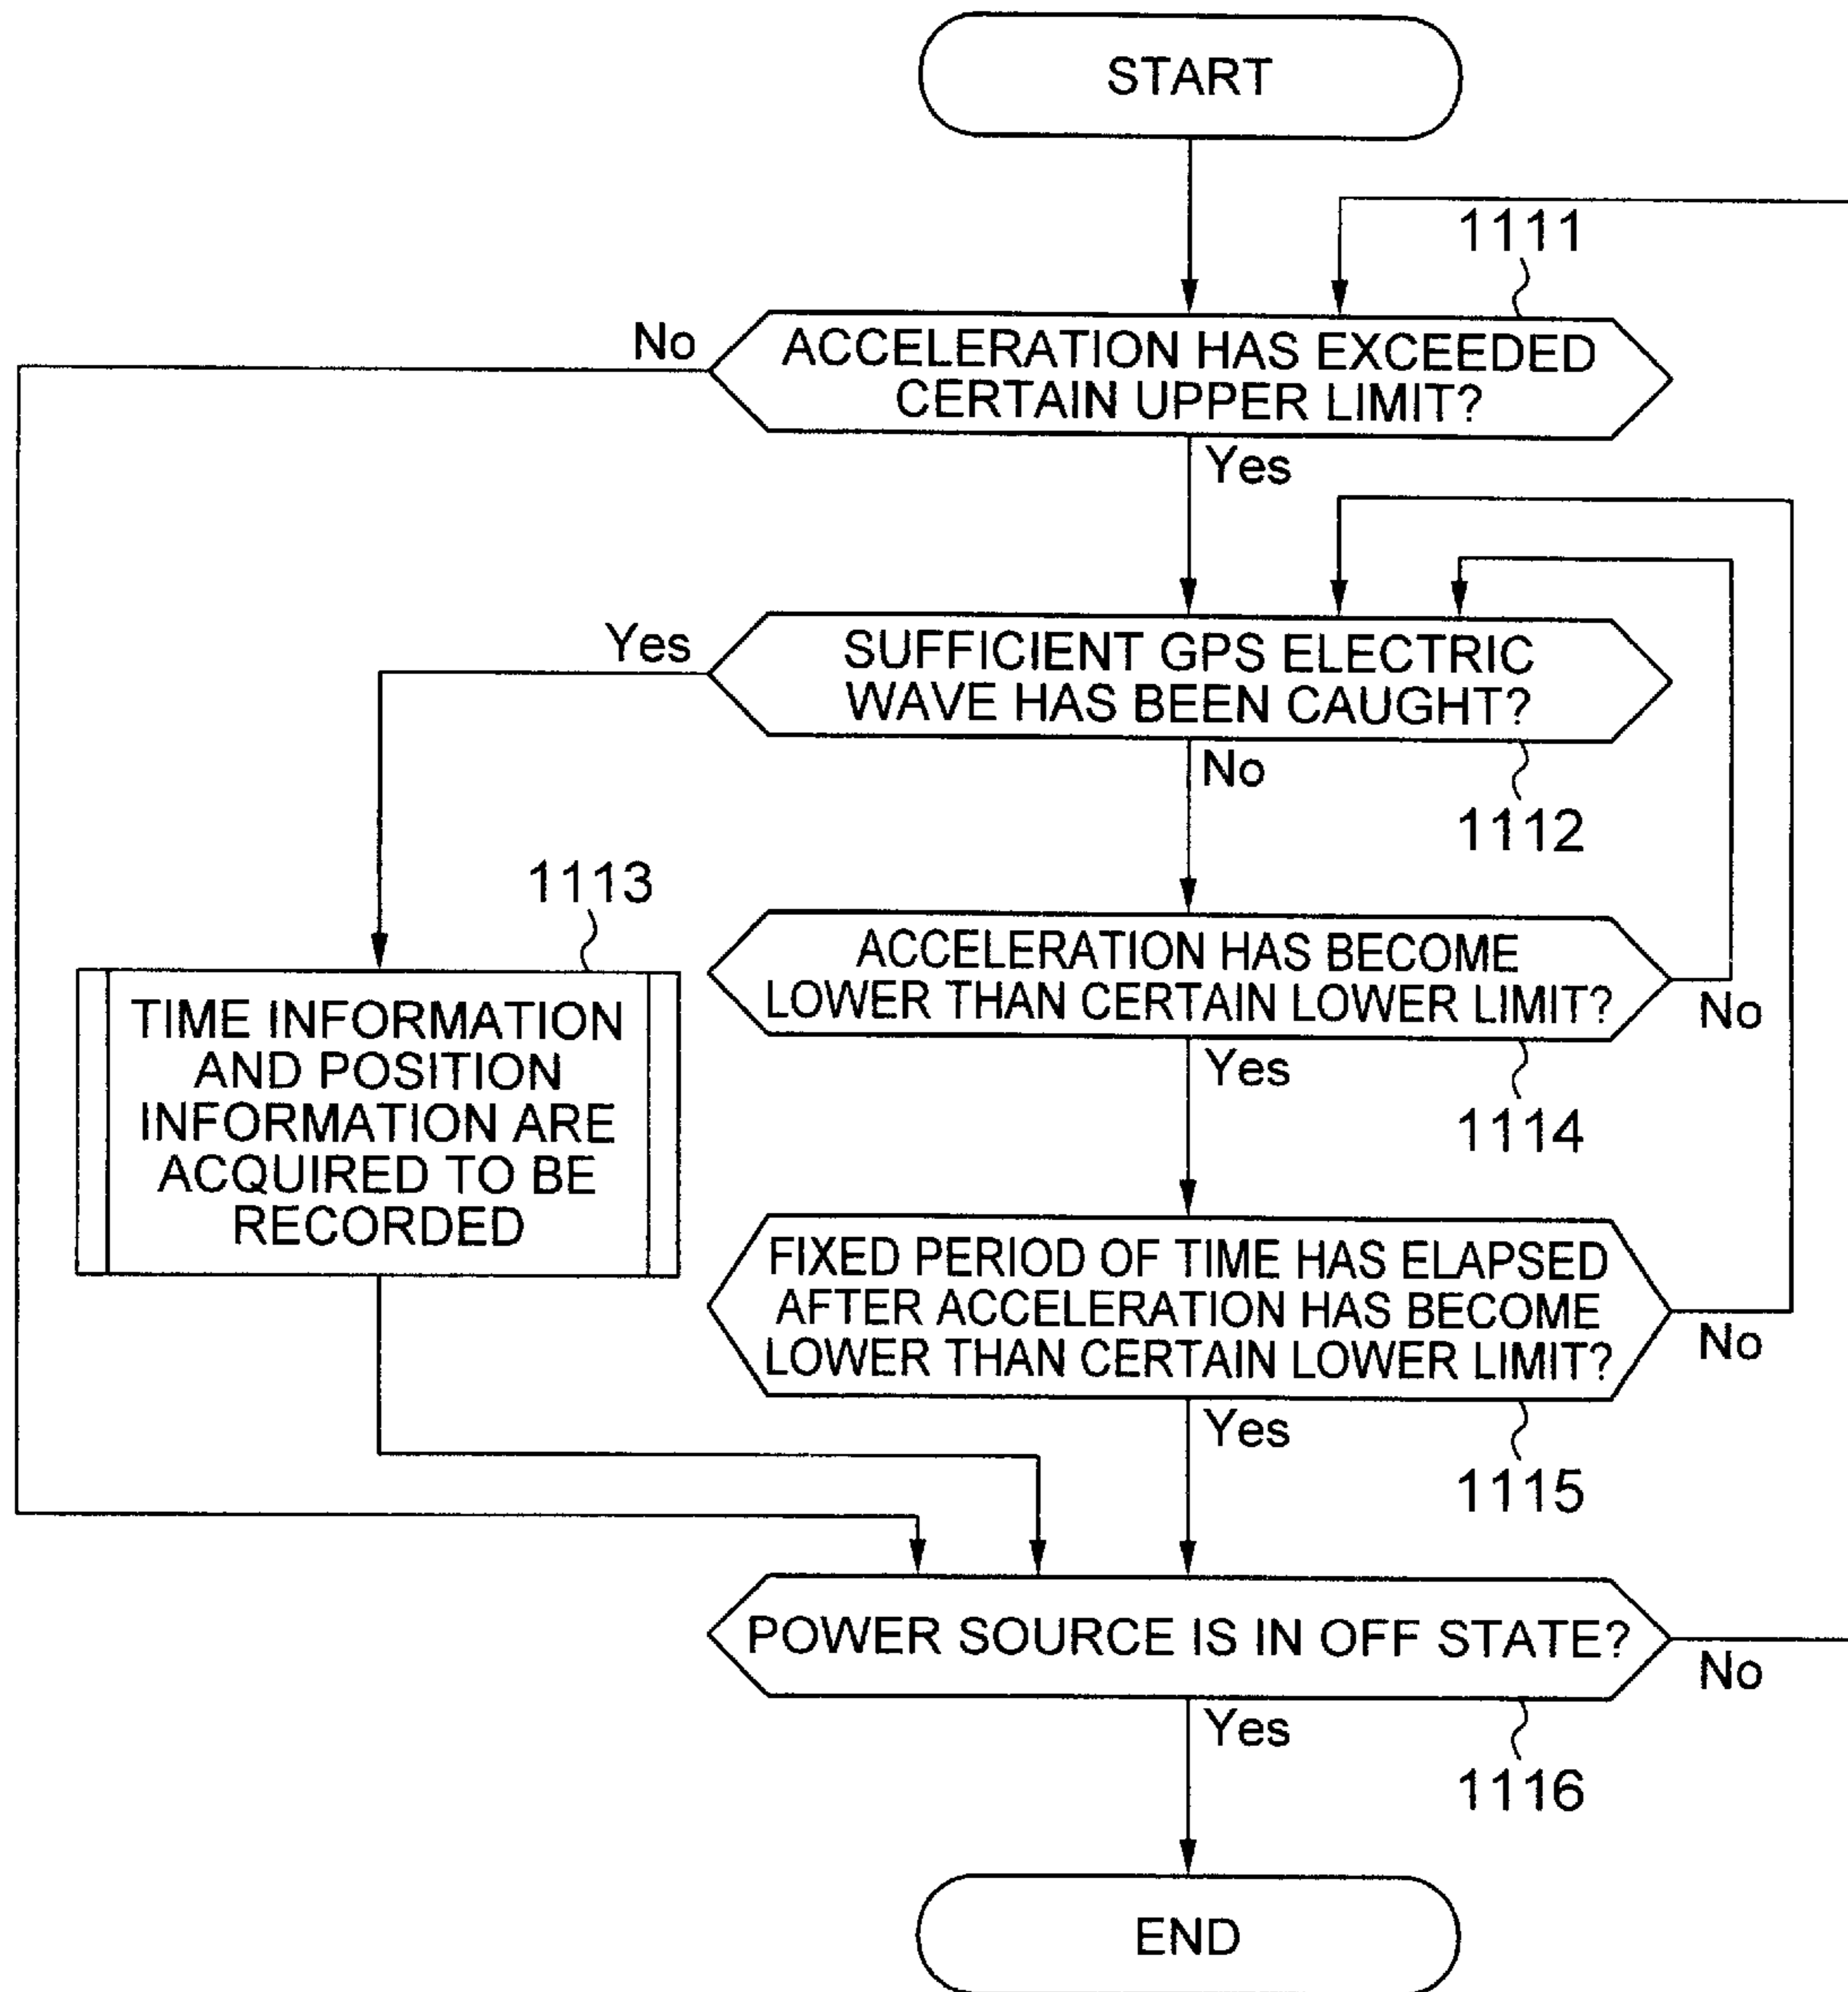 START
1111
No
ACCELERATION HAS EXCEEDED
CERTAIN UPPER LIMIT?
Yes
Yes
SUFFICIENT GPS ELECTRIC
WAVE HAS BEEN CAUGHT?
No
1112
1113
TIME INFORMATION
AND POSITION
INFORMATION ARE
ACQUIRED TO BE
RECORDED
ACCELERATION HAS BECOME
LOWER THAN CERTAIN LOWER LIMIT?
No
Yes
1114
FIXED PERIOD OF TIME HAS ELAPSED
AFTER ACCELERATION HAS BECOME
LOWER THAN CERTAIN LOWER LIMIT?
No
Yes
1115
POWER SOURCE IS IN OFF STATE?
No
Yes
1116
END